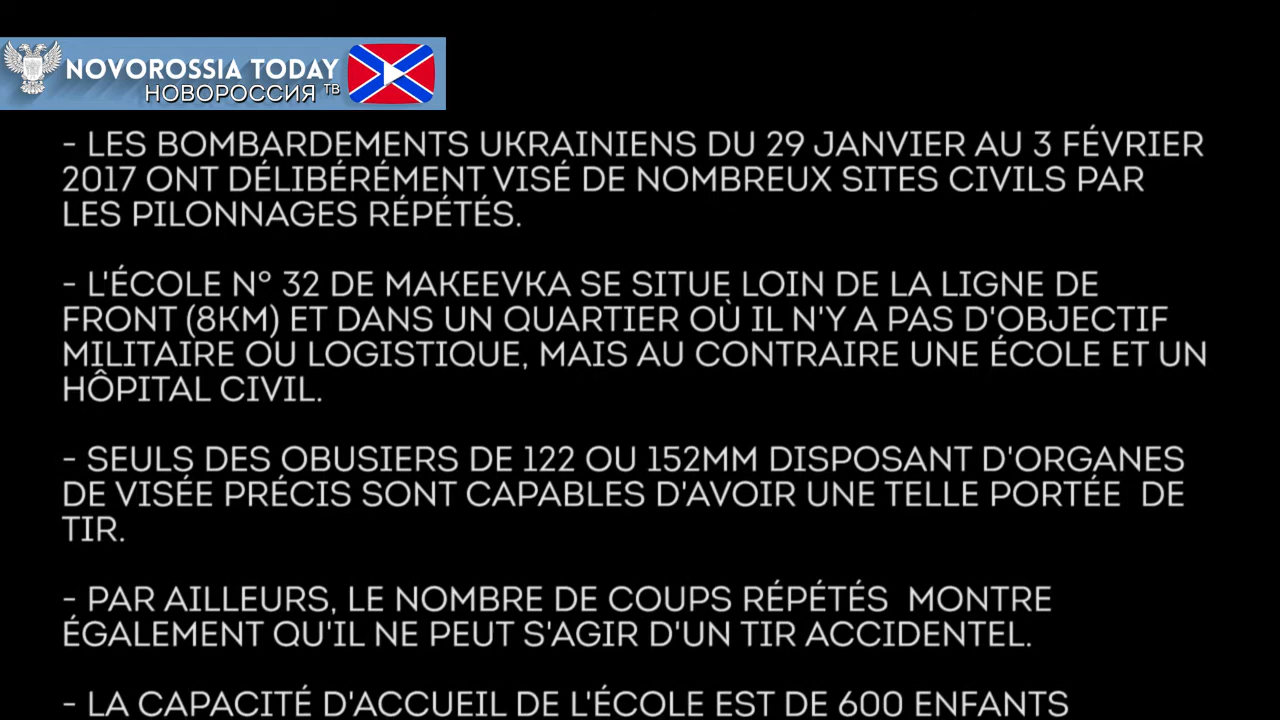 NOVOROSSIA TODAY
НОВОРОССИЯ ТВ
- LES BOMBARDEMENTS UKRAINIENS DU 29 JANVIER AU 3 FÉVRIER
2017 ONT DÉLIBÉRÉMENT VISÉ DE NOMBREUX SITES CIVILS PAR
LES PILONNAGES RÉPÉTÉS.
- L'ÉCOLE N° 32 DE MAKEEVKA SE SITUE LOIN DE LA LIGNE DE
FRONT (8KM) ET DANS UN QUARTIER OÙ IL N'Y A PAS D'OBJECTIF
MILITAIRE OU LOGISTIQUE, MAIS AU CONTRAIRE UNE ÉCOLE ET UN
HÔPITAL CIVIL.
- SEULS DES OBUSIERS DE 122 OU 152MM DISPOSANT D'ORGANES
DE VISÉE PRÉCIS SONT CAPABLES D'AVOIR UNE TELLE PORTÉE DE
TIR.
- PAR AILLEURS, LE NOMBRE DE COUPS RÉPÉTÉS MONTRE
ÉGALEMENT QU'IL NE PEUT S'AGIR D'UN TIR ACCIDENTEL.
- LA CAPACITÉ D'ACCUEIL DE L'ÉCOLE EST DE 600 ENFANTS